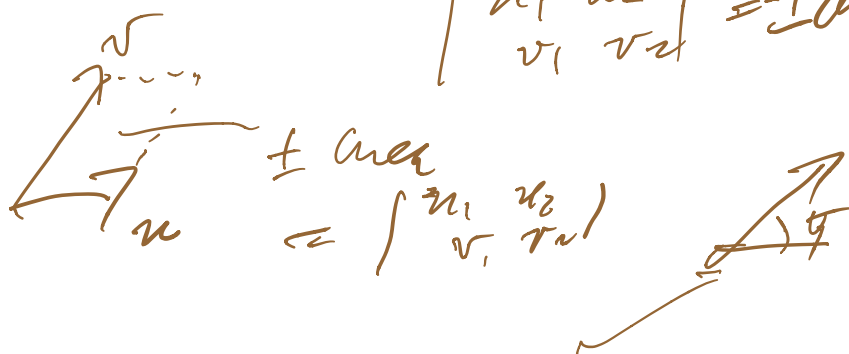 u1 u2
v1 v2 = ±
v
± area
u
= | u1 u2
v1 v2 |